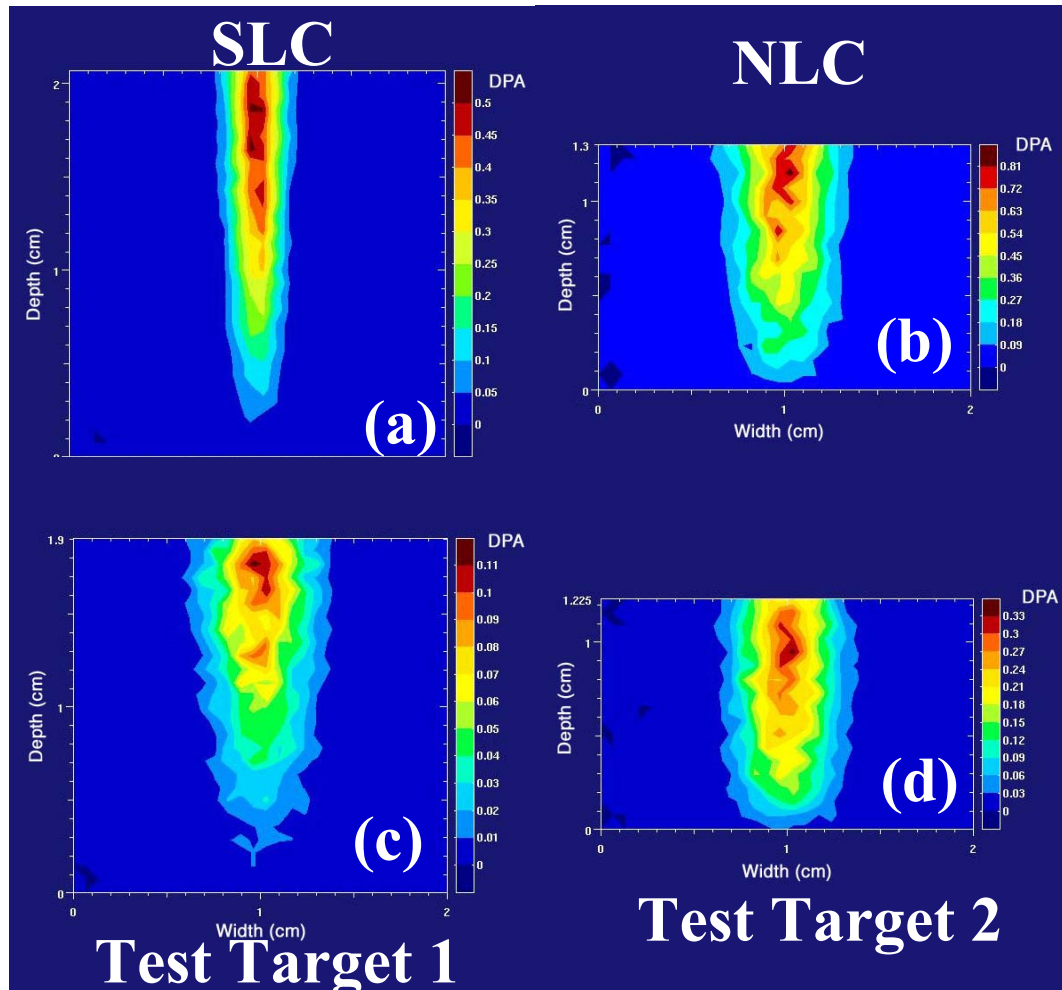 SLC
DPA
2
0.5
0.45
0.4
0.35
0.3
0.25
0.2
0.15
0.1
0.05
0
1
Depth (cm)
(a)
NLC
DPA
1.3
0.81
0.72
0.63
0.54
0.45
0.36
0.27
0.18
0.09
0
1
0
Depth (cm)
(b)
0 1 2
Width (cm)
DPA
1.9
0.11
0.1
0.09
0.08
0.07
0.06
0.05
0.04
0.03
0.02
0.01
0
1
0
Depth (cm)
(c)
0 1 2
Width (cm)
Test Target 1
DPA
1.225
0.33
0.3
0.27
0.24
0.21
0.18
0.15
0.12
0.09
0.06
0.03
0
1
0
Depth (cm)
(d)
0 1 2
Width (cm)
Test Target 2